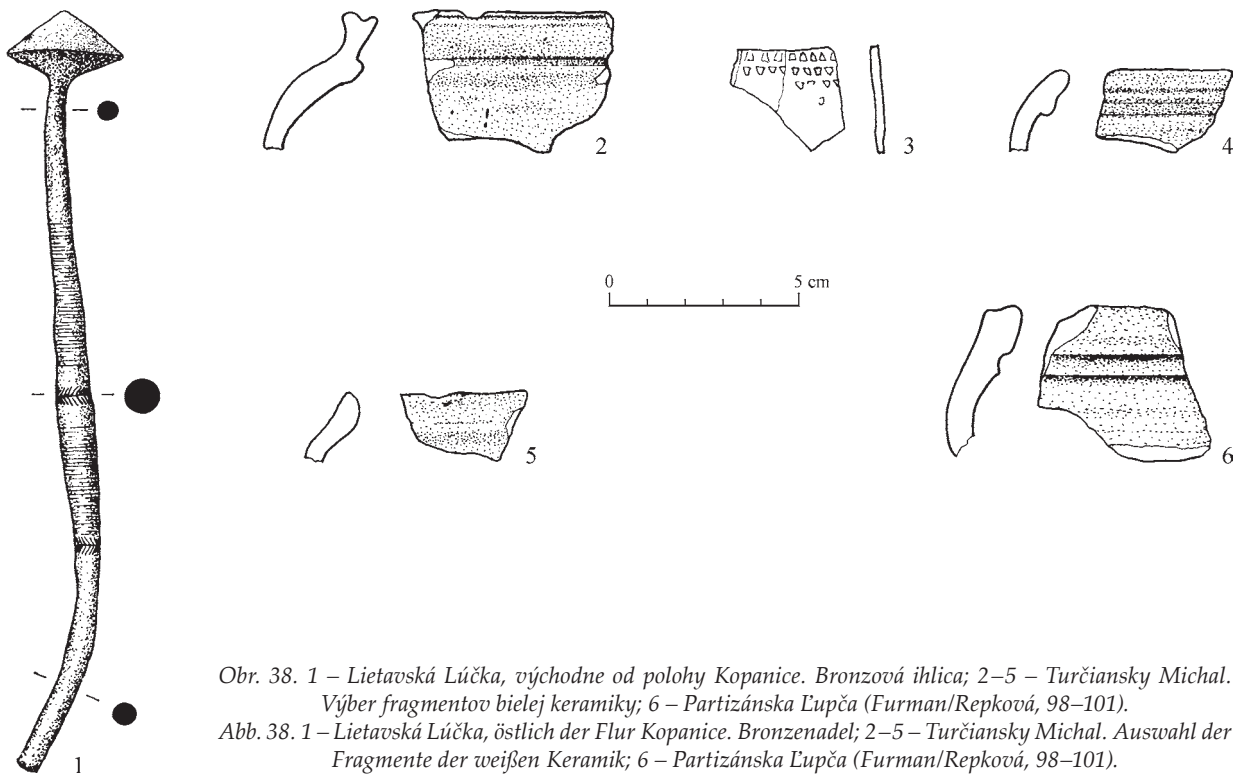 2
3
4
0 5 cm
5
6
1
Obr. 38. 1 – Lietavská Lúčka, východne od polohy Kopanice. Bronzová ihlica; 2–5 – Turčiansky Michal.
Výber fragmentov bielej keramiky; 6 – Partizánska Ľupča (Furman/Repková, 98–101).
Abb. 38. 1 – Lietavská Lúčka, östlich der Flur Kopanice. Bronzenadel; 2–5 – Turčiansky Michal. Auswahl der
Fragmente der weißen Keramik; 6 – Partizánska Ľupča (Furman/Repková, 98–101).